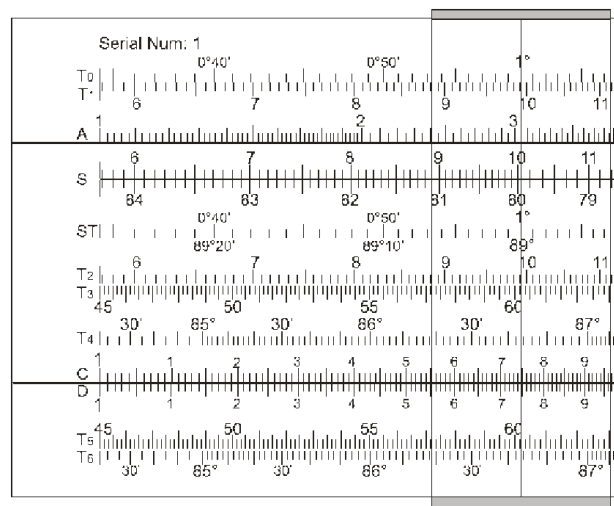 Serial Num: 1
T0 0°40' 0°50' 1°
T1 6 7 8 9 10 11
A 1 2 3
6 7 8 9 10 11
S
84 83 82 81 80 79
0°40' 0°50' 1°
ST 89°20' 89°10' 89°
T2 6 7 8 9 10 11
T3
45 50 55 60
T4 30' 85° 30' 86° 30' 87°
1 1 2 3 4 5 6 7 8 9
C
D
1 1 2 3 4 5 6 7 8 9
45 50 55 60
T5
T6
30' 85° 30' 86° 30' 87°